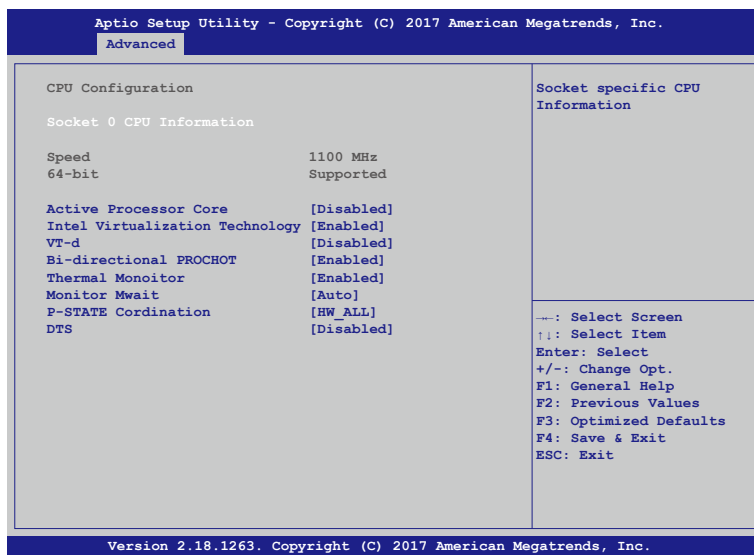 Aptio Setup Utility - Copyright (C) 2017 American Megatrends, Inc.
Advanced
CPU Configuration
Socket 0 CPU Information
Speed 1100 MHz
64-bit Supported
Active Processor Core [Disabled]
Intel Virtualization Technology [Enabled]
VT-d [Disabled]
Bi-directional PROCHOT [Enabled]
Thermal Monoitor [Enabled]
Monitor Mwait [Auto]
P-STATE Cordination [HW_ALL]
DTS [Disabled]
Socket specific CPU
Information
→←: Select Screen
↑↓: Select Item
Enter: Select
+/-: Change Opt.
F1: General Help
F2: Previous Values
F3: Optimized Defaults
F4: Save & Exit
ESC: Exit
Version 2.18.1263. Copyright (C) 2017 American Megatrends, Inc.